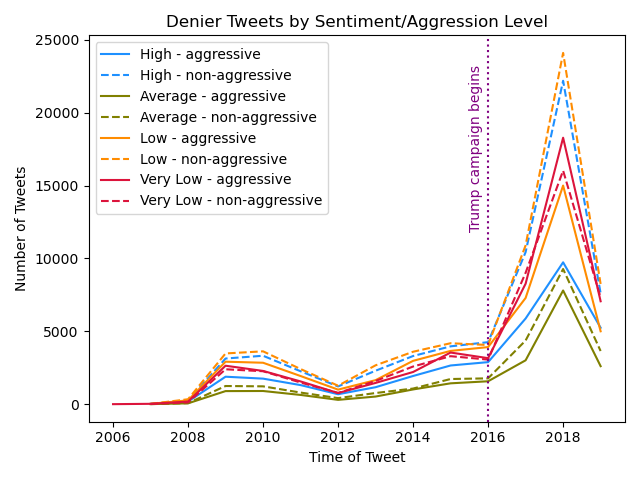 Denier Tweets by Sentiment/Aggression Level
25000
20000
15000
10000
5000
0
Number of Tweets
High - aggressive
High - non-aggressive
Average - aggressive
Average - non-aggressive
Low - aggressive
Low - non-aggressive
Very Low - aggressive
Very Low - non-aggressive
Trump campaign begins
2006 2008 2010 2012 2014 2016 2018
Time of Tweet